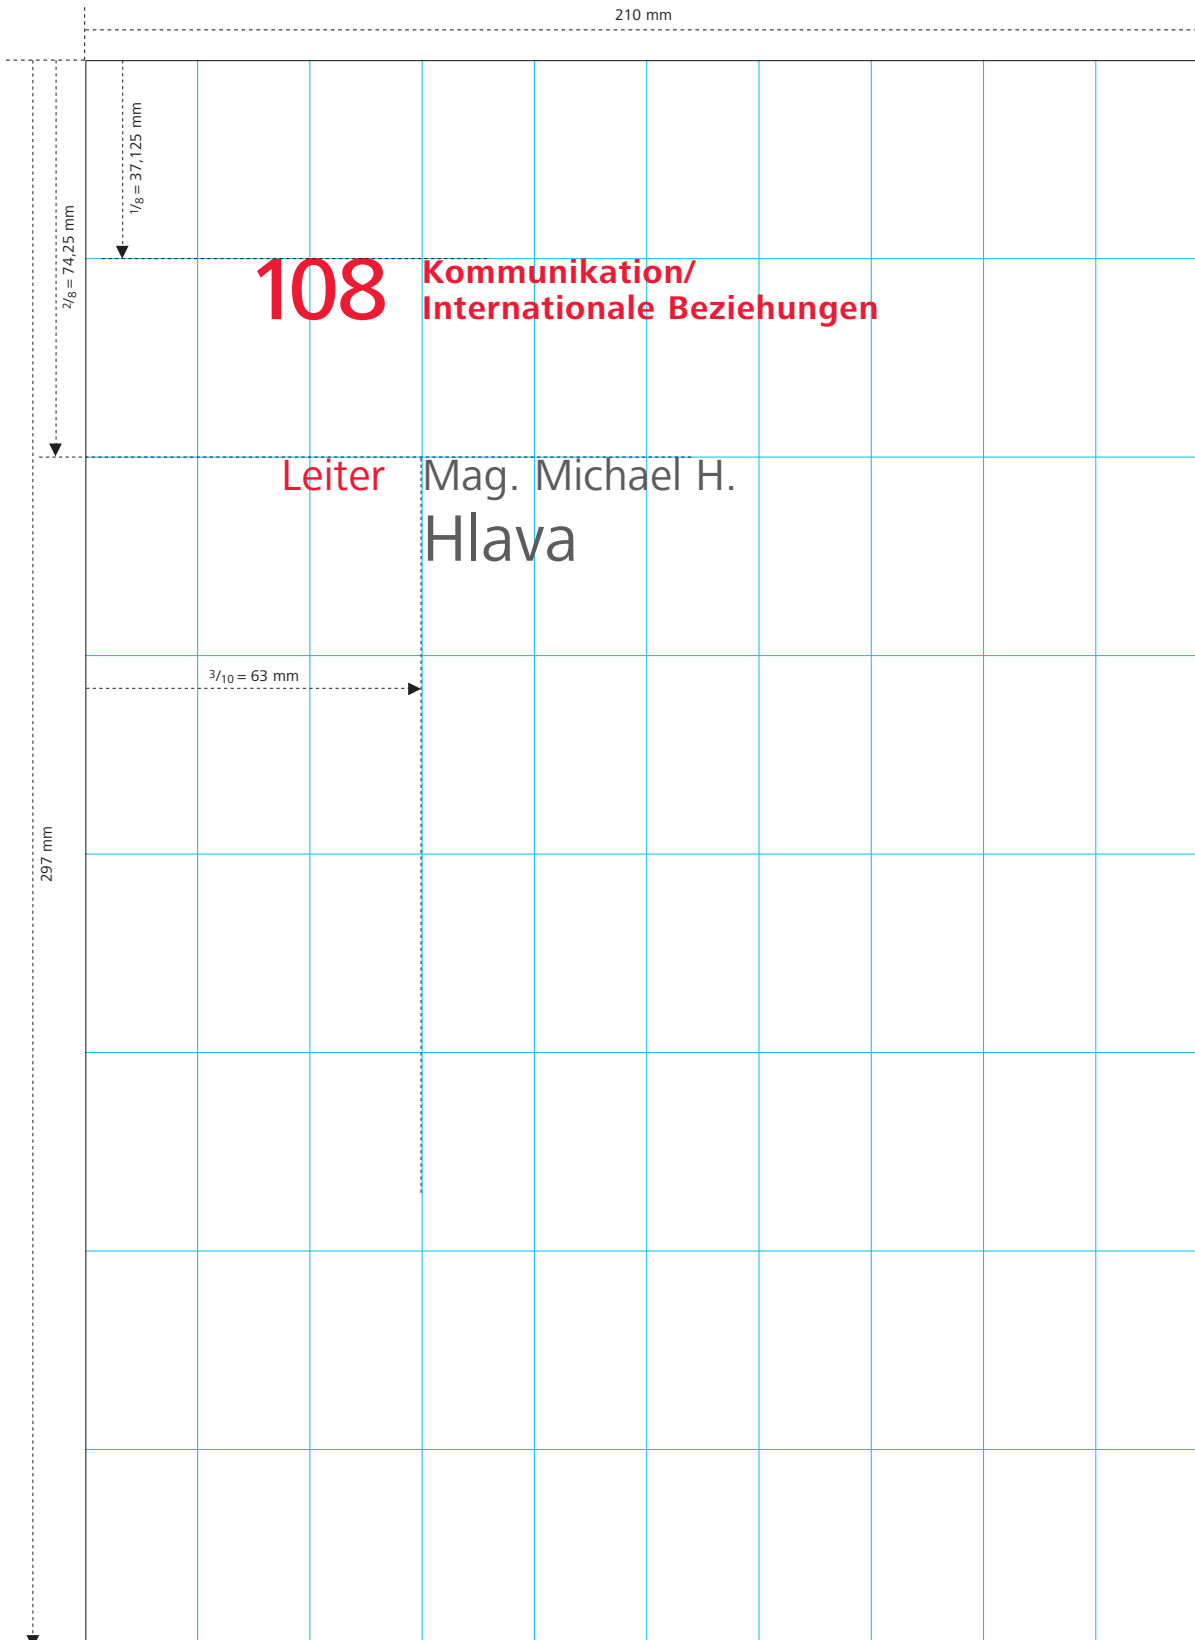 210 mm
1/8 = 37,125 mm
2/8 = 74,25 mm
108 Kommunikation/
Internationale Beziehungen
Leiter Mag. Michael H.
Hlava
3/10 = 63 mm
297 mm